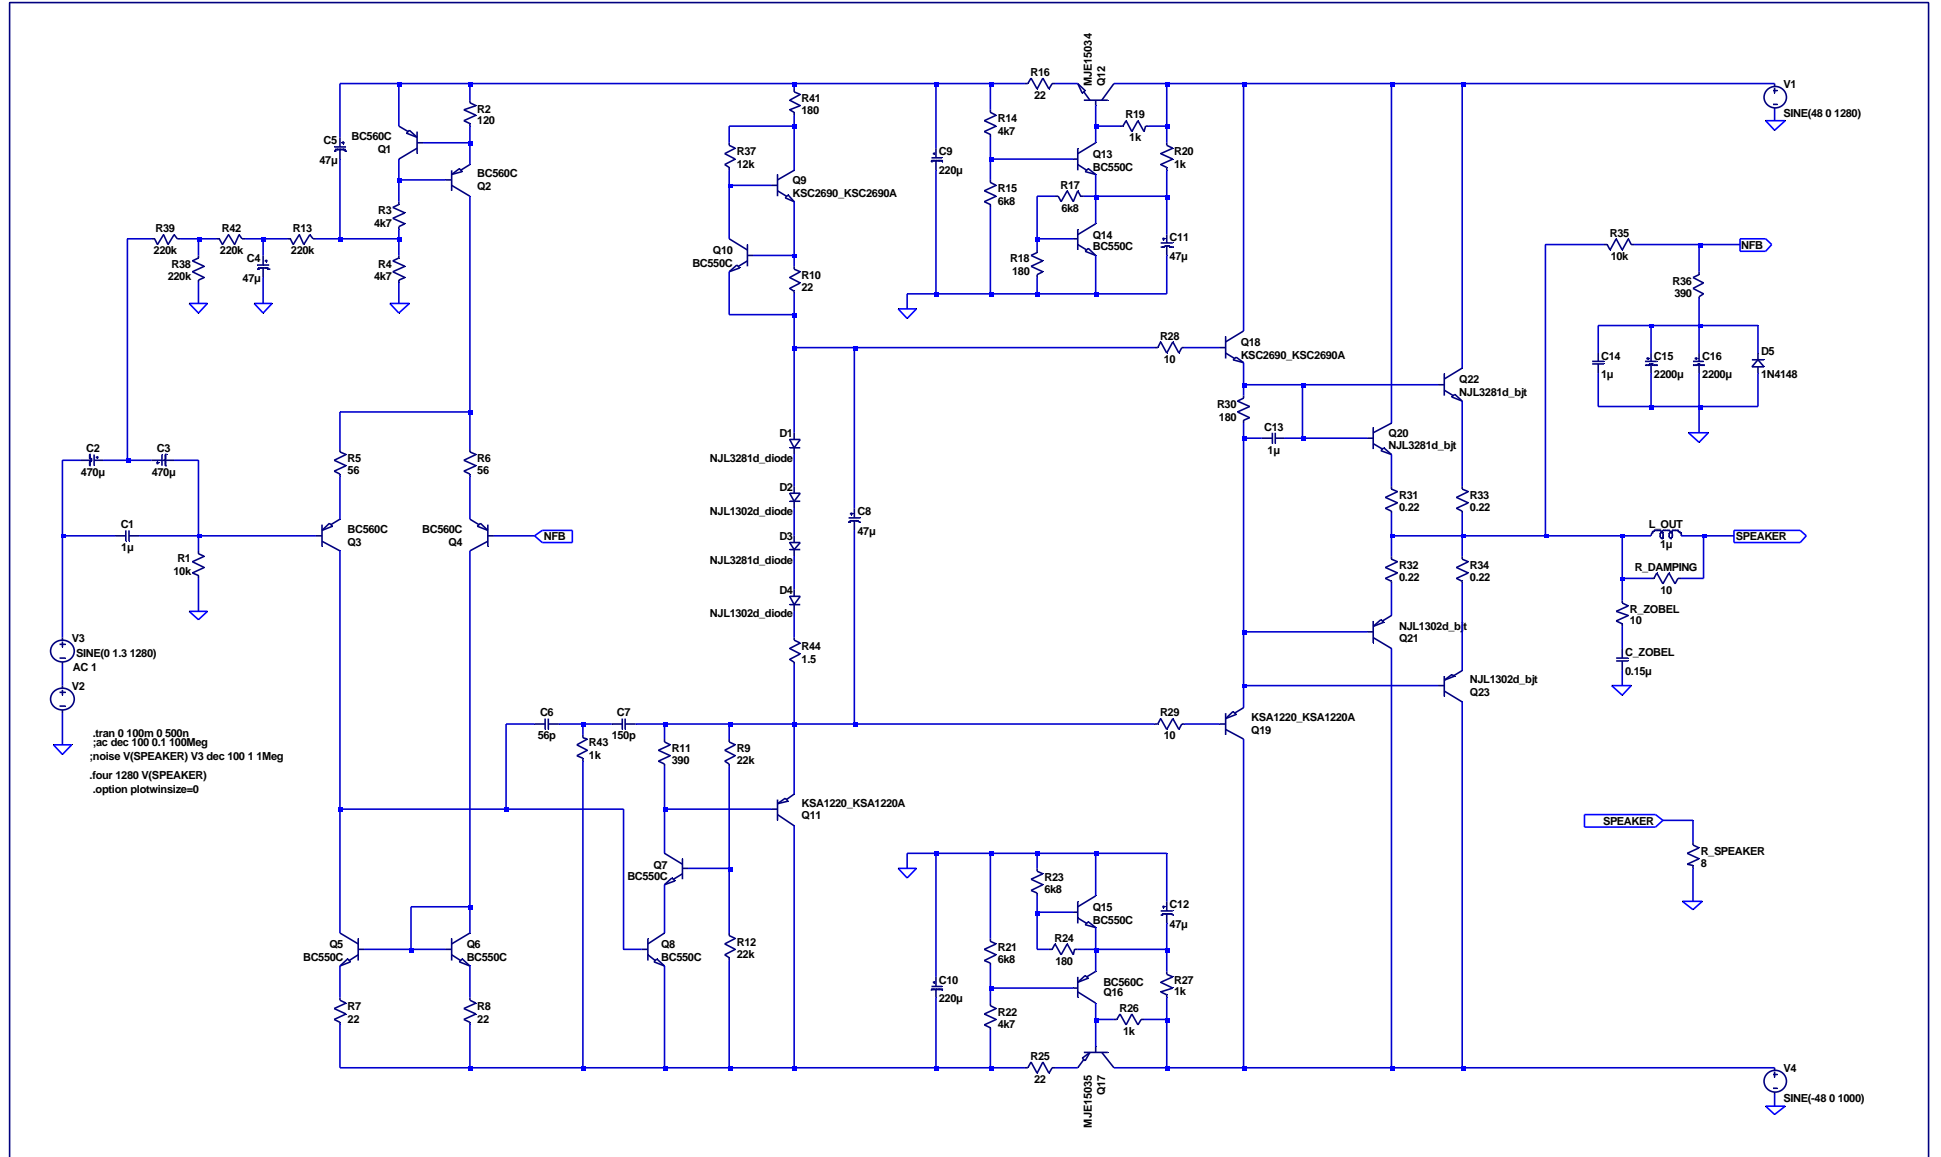 MJE15034
Q12
R16
22
V1
SINE(48 0 1280)
R2
120
R41
180
C5
47µ
BC560C
Q1
BC560C
Q2
R37
12k
Q9
KSC2690_KSC2690A
C9
220µ
R14
4k7
R19
1k
Q13
BC550C
R20
1k
R15
6k8
R17
6k8
R3
4k7
R39
220k
R42
220k
R13
220k
R38
220k
C4
47µ
R4
4k7
Q10
BC550C
R10
22
Q14
BC550C
R18
180
C11
47µ
R35
10k
NFB
R36
390
R28
10
Q18
KSC2690_KSC2690A
C14
1µ
C15
2200µ
C16
2200µ
D5
1N4148
Q22
NJL3281d_bjt
R30
180
C13
1µ
Q20
NJL3281d_bjt
D1
NJL3281d_diode
C2
470µ
C3
470µ
R5
56
R6
56
D2
NJL1302d_diode
R31
0.22
R33
0.22
C1
1µ
BC560C
Q3
BC560C
Q4
NFB
C8
47µ
D3
NJL3281d_diode
L_OUT
1µ
SPEAKER
R1
10k
R32
0.22
R34
0.22
R_DAMPING
10
D4
NJL1302d_diode
R_ZOBEL
10
NJL1302d_bjt
Q21
V3
SINE(0 1.3 1280)
AC 1
R44
1.5
C_ZOBEL
0.15µ
V2
NJL1302d_bjt
Q23
C6
56p
C7
150p
R29
10
KSA1220_KSA1220A
Q19
.tran 0 100m 0 500n
;ac dec 100 0.1 100Meg
;noise V(SPEAKER) V3 dec 100 1 1Meg
.four 1280 V(SPEAKER)
.option plotwinsize=0
R43
1k
R11
390
R9
22k
KSA1220_KSA1220A
Q11
SPEAKER
R_SPEAKER
8
Q7
BC550C
R23
6k8
Q15
BC550C
C12
47µ
Q5
BC550C
Q6
BC550C
Q8
BC550C
R12
22k
R21
6k8
R24
180
C10
220µ
BC560C
Q16
R27
1k
R7
22
R8
22
R22
4k7
R26
1k
R25
22
MJE15035
Q17
V4
SINE(-48 0 1000)